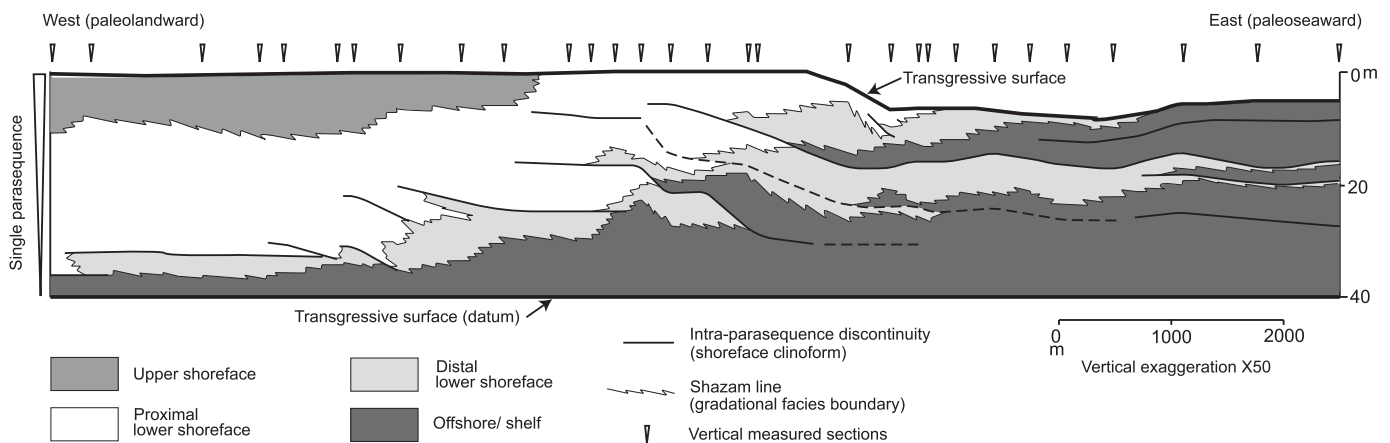 West (paleolandward)
East (paleoseaward)
Transgressive surface
0 m
20
40
Single parasequence
Transgressive surface (datum)
0 1000 2000
m
Vertical exaggeration X50
Upper shoreface
Proximal
lower shoreface
Distal
lower shoreface
Offshore/ shelf
Intra-parasequence discontinuity
(shoreface clinoform)
Shazam line
(gradational facies boundary)
Vertical measured sections